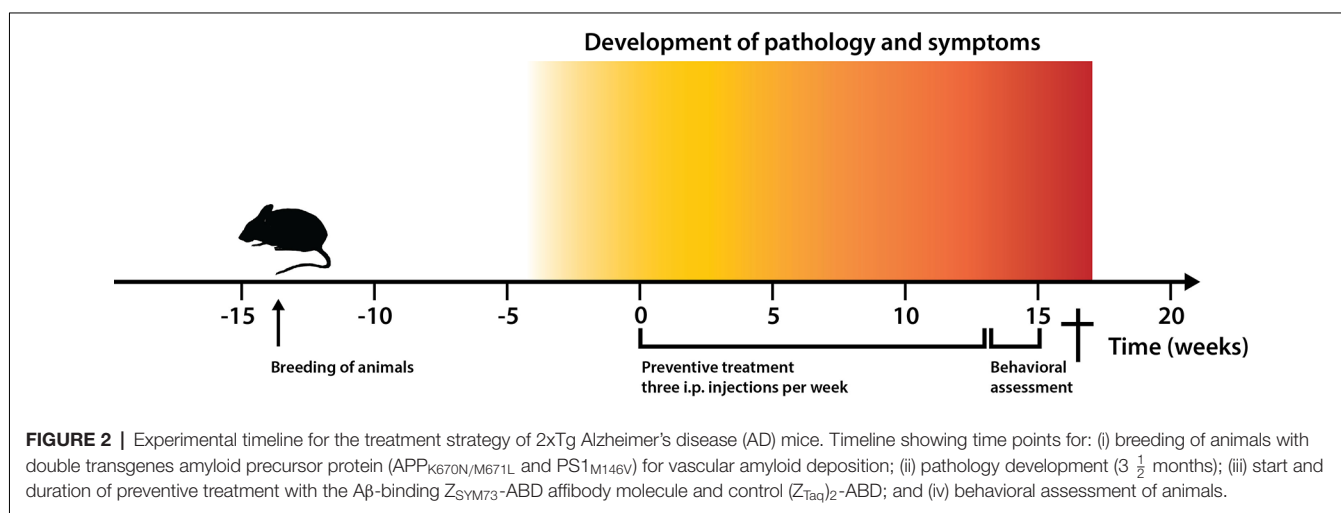 Development of pathology and symptoms
-15 -10 -5 0 5 10 15 20
Time (weeks)
Breeding of animals
Preventive treatment
three i.p. injections per week
Behavioral
assessment
FIGURE 2 | Experimental timeline for the treatment strategy of 2xTg Alzheimer's disease (AD) mice. Timeline showing time points for: (i) breeding of animals with
double transgenes amyloid precursor protein (APPK670N/M671L and PS1M146V) for vascular amyloid deposition; (ii) pathology development (3 1/2 months); (iii) start and
duration of preventive treatment with the Aβ-binding ZSYM73-ABD affibody molecule and control (ZTaq)2-ABD; and (iv) behavioral assessment of animals.